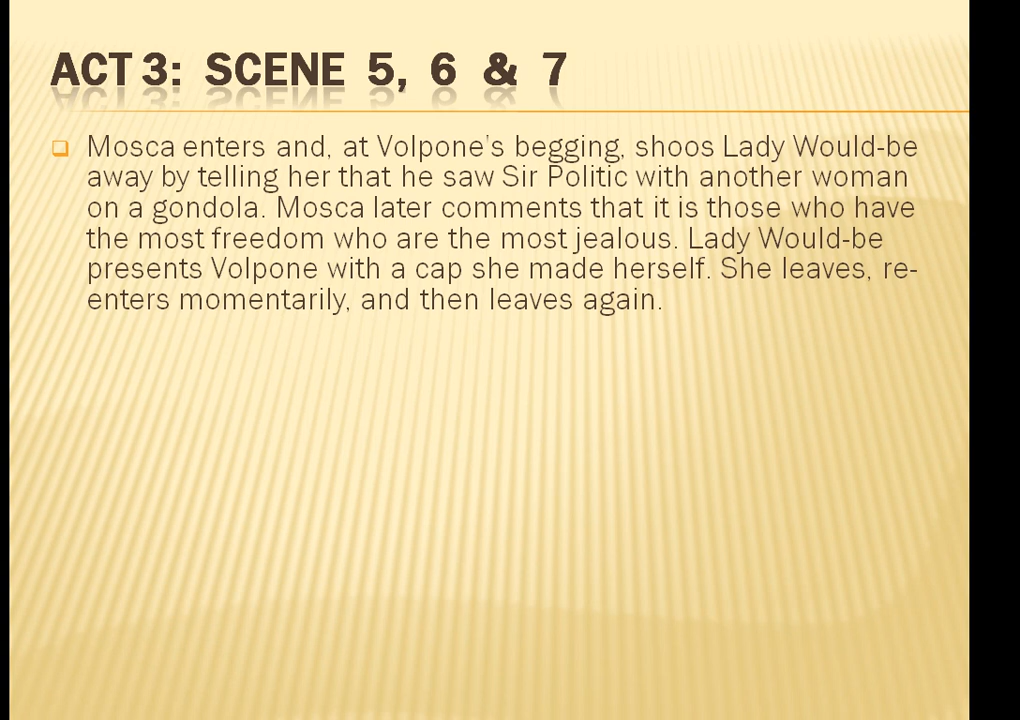 ACT 3: SCENE 5, 6 & 7
Mosca enters and, at Volpone's begging, shoos Lady Would-be
away by telling her that he saw Sir Politic with another woman
on a gondola. Mosca later comments that it is those who have
the most freedom who are the most jealous. Lady Would-be
presents Volpone with a cap she made herself. She leaves, re-
enters momentarily, and then leaves again.